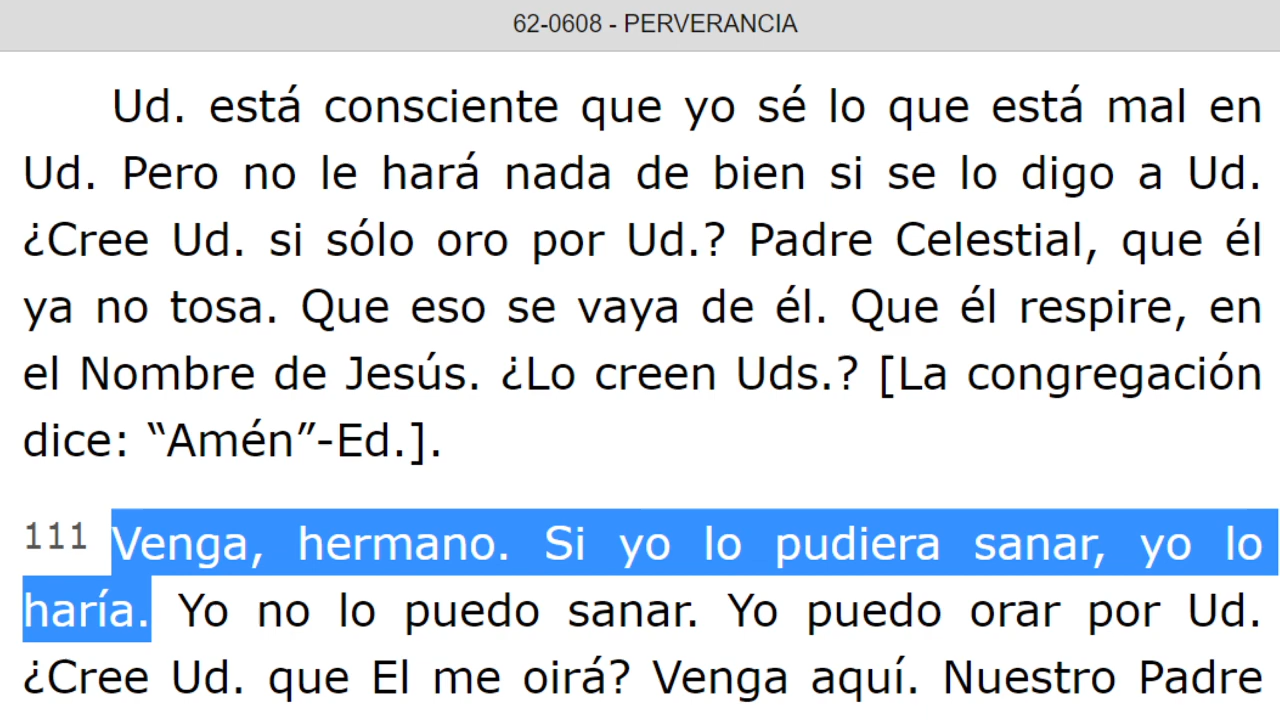 62-0608 - PERVERANCIA
Ud. está consciente que yo sé lo que está mal en
Ud. Pero no le hará nada de bien si se lo digo a Ud.
¿Cree Ud. si sólo oro por Ud.? Padre Celestial, que él
ya no tosa. Que eso se vaya de él. Que él respire, en
el Nombre de Jesús. ¿Lo creen Uds.? [La congregación
dice: “Amén”-Ed.].
111 Venga, hermano. Si yo lo pudiera sanar, yo lo
haría. Yo no lo puedo sanar. Yo puedo orar por Ud.
¿Cree Ud. que El me oirá? Venga aquí. Nuestro Padre